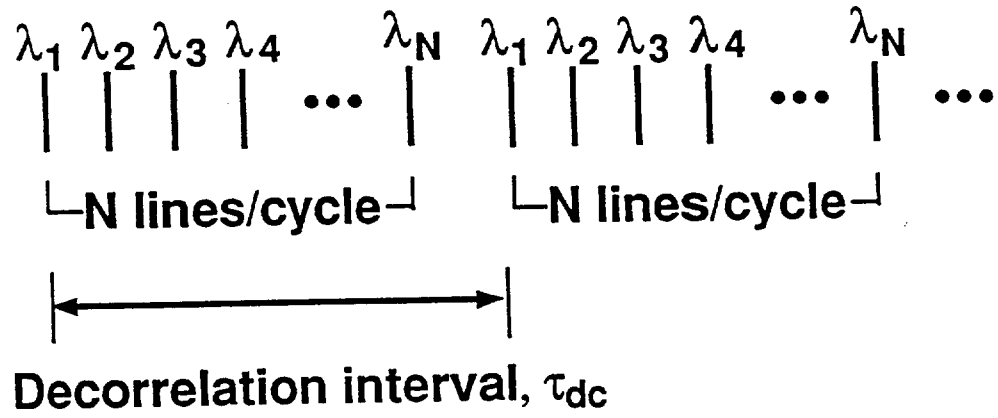 λ1 λ2 λ3 λ4 ••• λN λ1 λ2 λ3 λ4 ••• λN •••
N lines/cycle N lines/cycle
Decorrelation interval, τdc